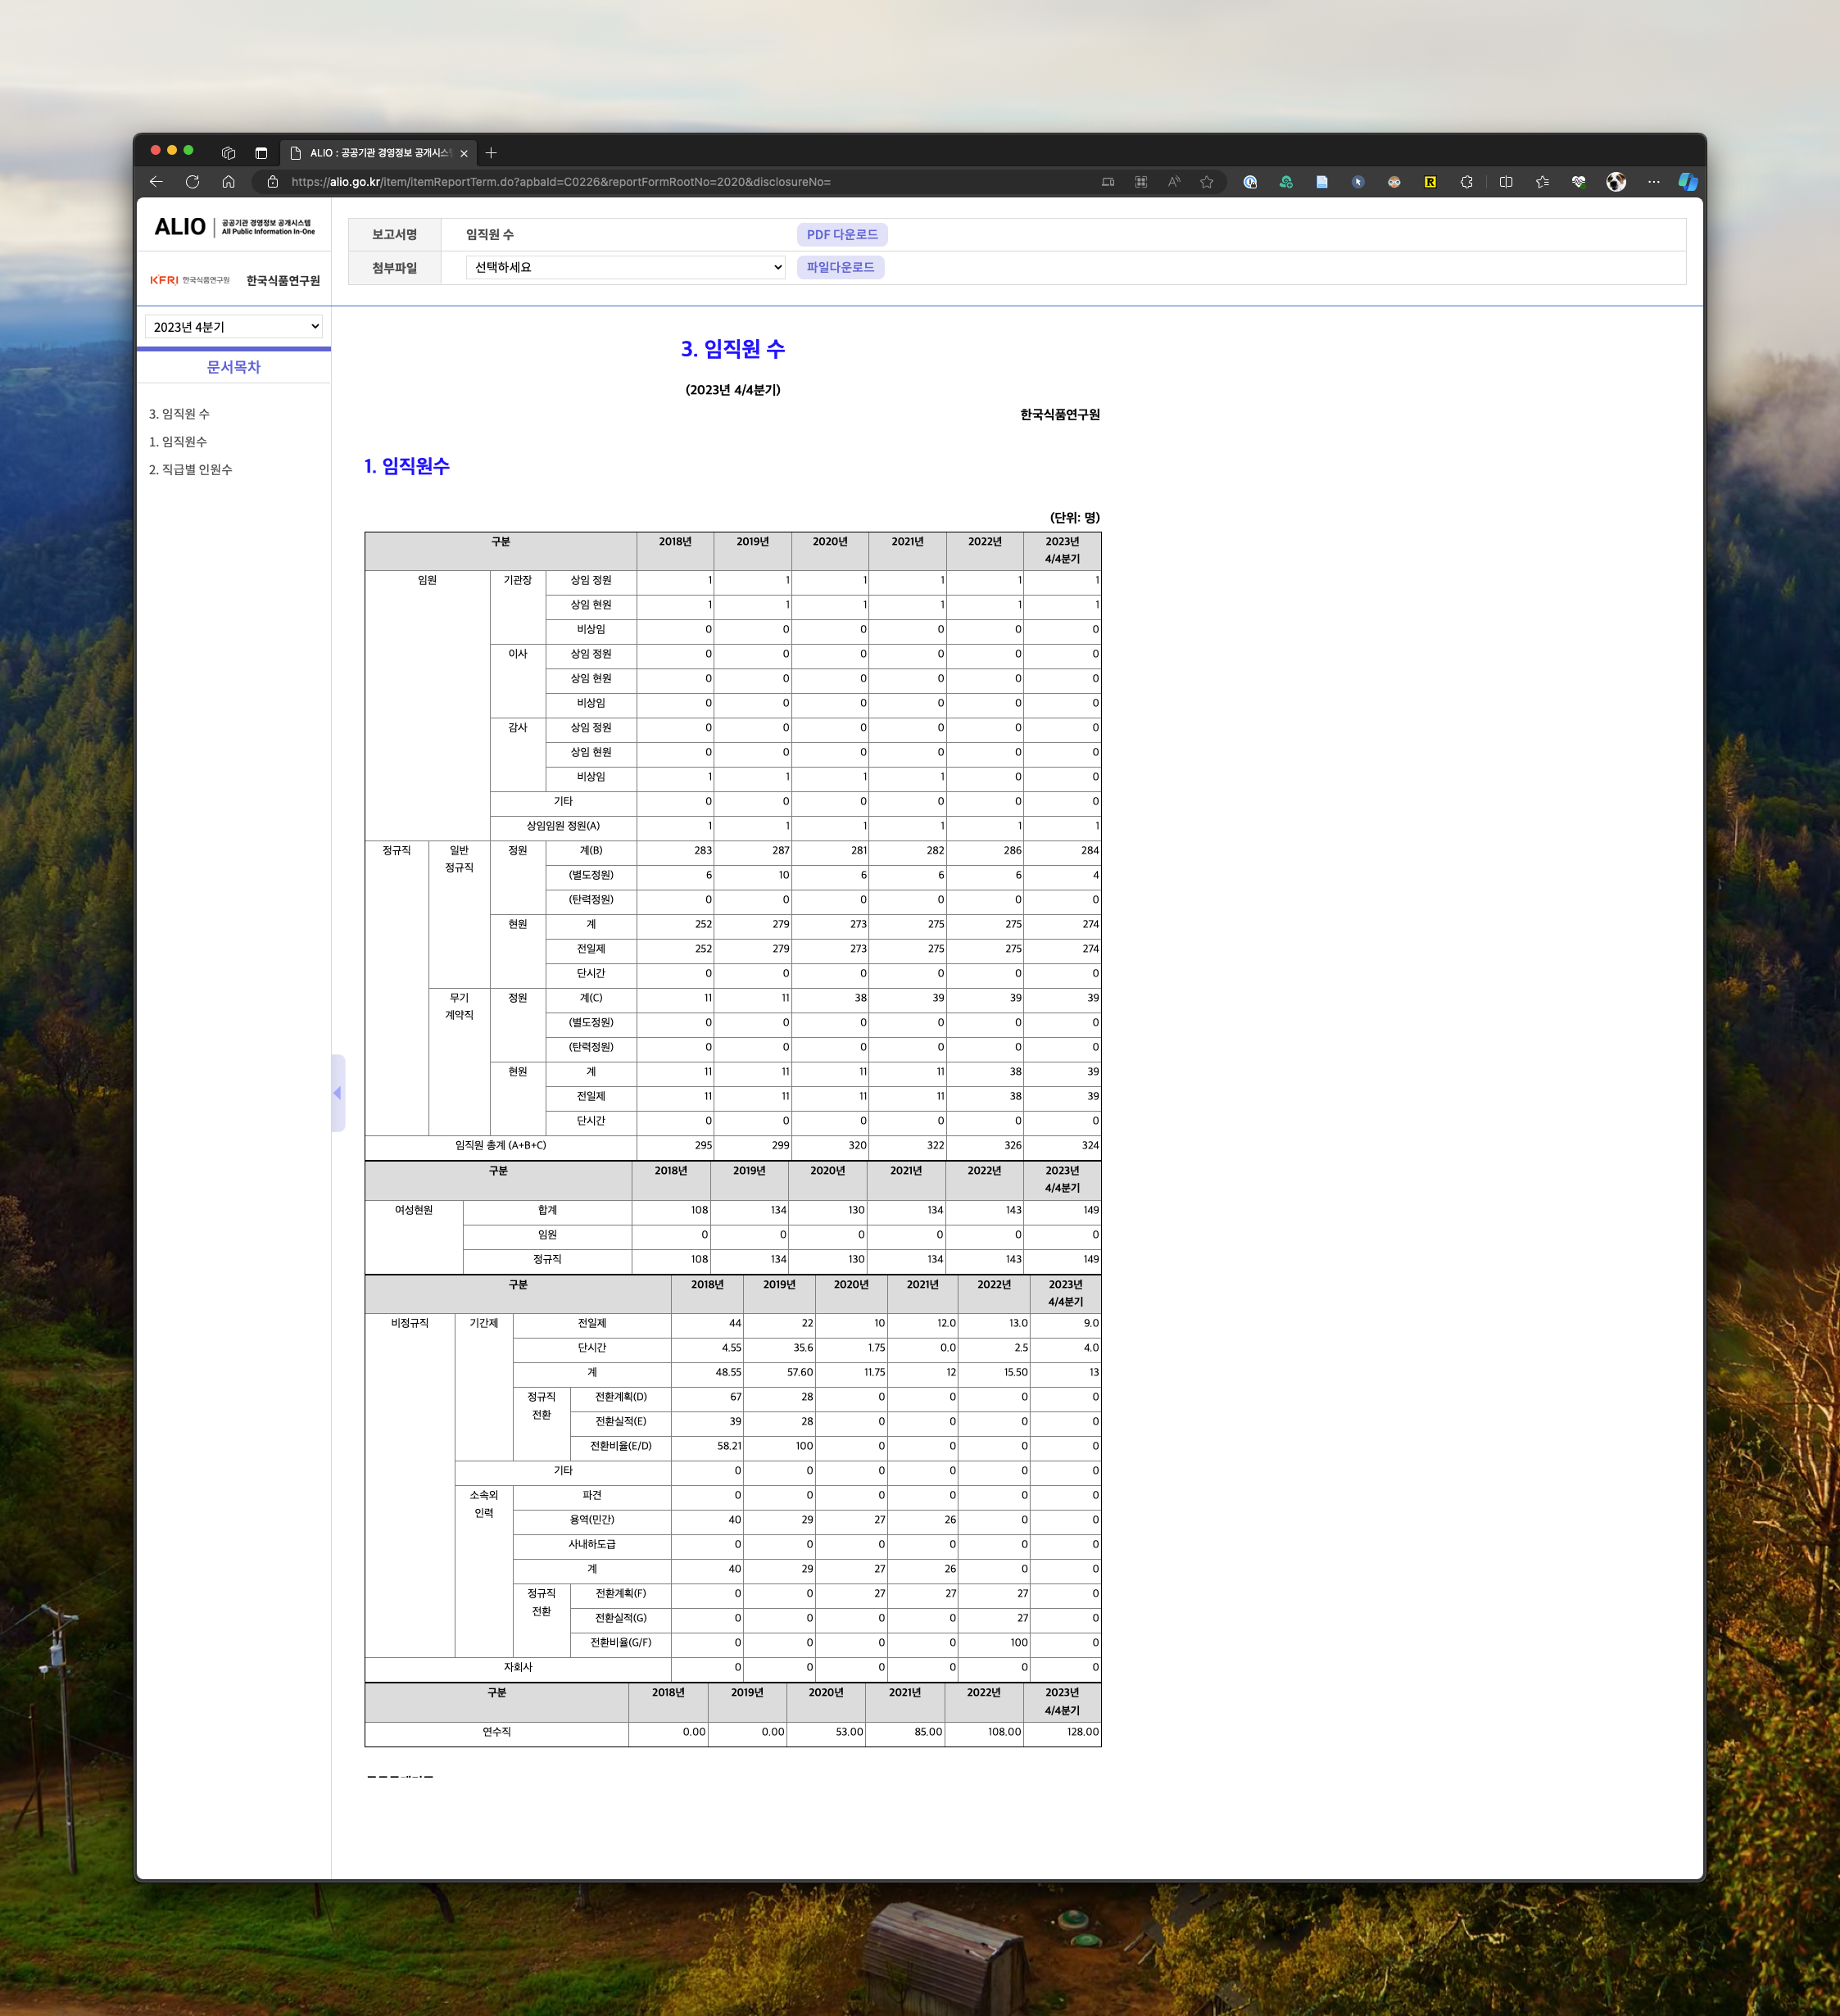 ALIO : 공공기관 경영정보 공개시스템
https://alio.go.kr/item/itemReportTerm.do?apbaId=C0226&reportFormRootNo=2020&disclosureNo=
ALIO 공공기관 경영정보 공개시스템
All Public Information In-One
KFRI 한국식품연구원 한국식품연구원
2023년 4분기
문서목차
3. 임직원 수
1. 임직원수
2. 직급별 인원수
보고서명 임직원 수 PDF 다운로드
첨부파일 선택하세요 파일다운로드
3. 임직원 수
(2023년 4/4분기)
한국식품연구원
1. 임직원수
(단위: 명)
구분 2018년 2019년 2020년 2021년 2022년 2023년
4/4분기
임원 기관장 상임 정원 1 1 1 1 1 1
상임 현원 1 1 1 1 1 1
비상임 0 0 0 0 0 0
이사 상임 정원 0 0 0 0 0 0
상임 현원 0 0 0 0 0 0
비상임 0 0 0 0 0 0
감사 상임 정원 0 0 0 0 0 0
상임 현원 0 0 0 0 0 0
비상임 1 1 1 1 0 0
기타 0 0 0 0 0 0
상임임원 정원(A) 1 1 1 1 1 1
정규직 일반 정원 계(B) 283 287 281 282 286 284
정규직
(별도정원) 6 10 6 6 6 4
(탄력정원) 0 0 0 0 0 0
현원 계 252 279 273 275 275 274
전일제 252 279 273 275 275 274
단시간 0 0 0 0 0 0
무기 정원 계(C) 11 11 38 39 39 39
계약직
(별도정원) 0 0 0 0 0 0
(탄력정원) 0 0 0 0 0 0
현원 계 11 11 11 11 38 39
전일제 11 11 11 11 38 39
단시간 0 0 0 0 0 0
임직원 총계 (A+B+C) 295 299 320 322 326 324
구분 2018년 2019년 2020년 2021년 2022년 2023년
4/4분기
여성현원 합계 108 134 130 134 143 149
임원 0 0 0 0 0 0
정규직 108 134 130 134 143 149
구분 2018년 2019년 2020년 2021년 2022년 2023년
4/4분기
비정규직 기간제 전일제 44 22 10 12.0 13.0 9.0
단시간 4.55 35.6 1.75 0.0 2.5 4.0
계 48.55 57.60 11.75 12 15.50 13
정규직 전환계획(D) 67 28 0 0 0 0
전환
전환실적(E) 39 28 0 0 0 0
전환비율(E/D) 58.21 100 0 0 0 0
기타 0 0 0 0 0 0
소속외 파견 0 0 0 0 0 0
인력
용역(민간) 40 29 27 26 0 0
사내하도급 0 0 0 0 0 0
계 40 29 27 26 0 0
정규직 전환계획(F) 0 0 27 27 27 0
전환
전환실적(G) 0 0 0 0 27 0
전환비율(G/F) 0 0 0 0 100 0
자회사 0 0 0 0 0 0
구분 2018년 2019년 2020년 2021년 2022년 2023년
4/4분기
연수직 0.00 0.00 53.00 85.00 108.00 128.00